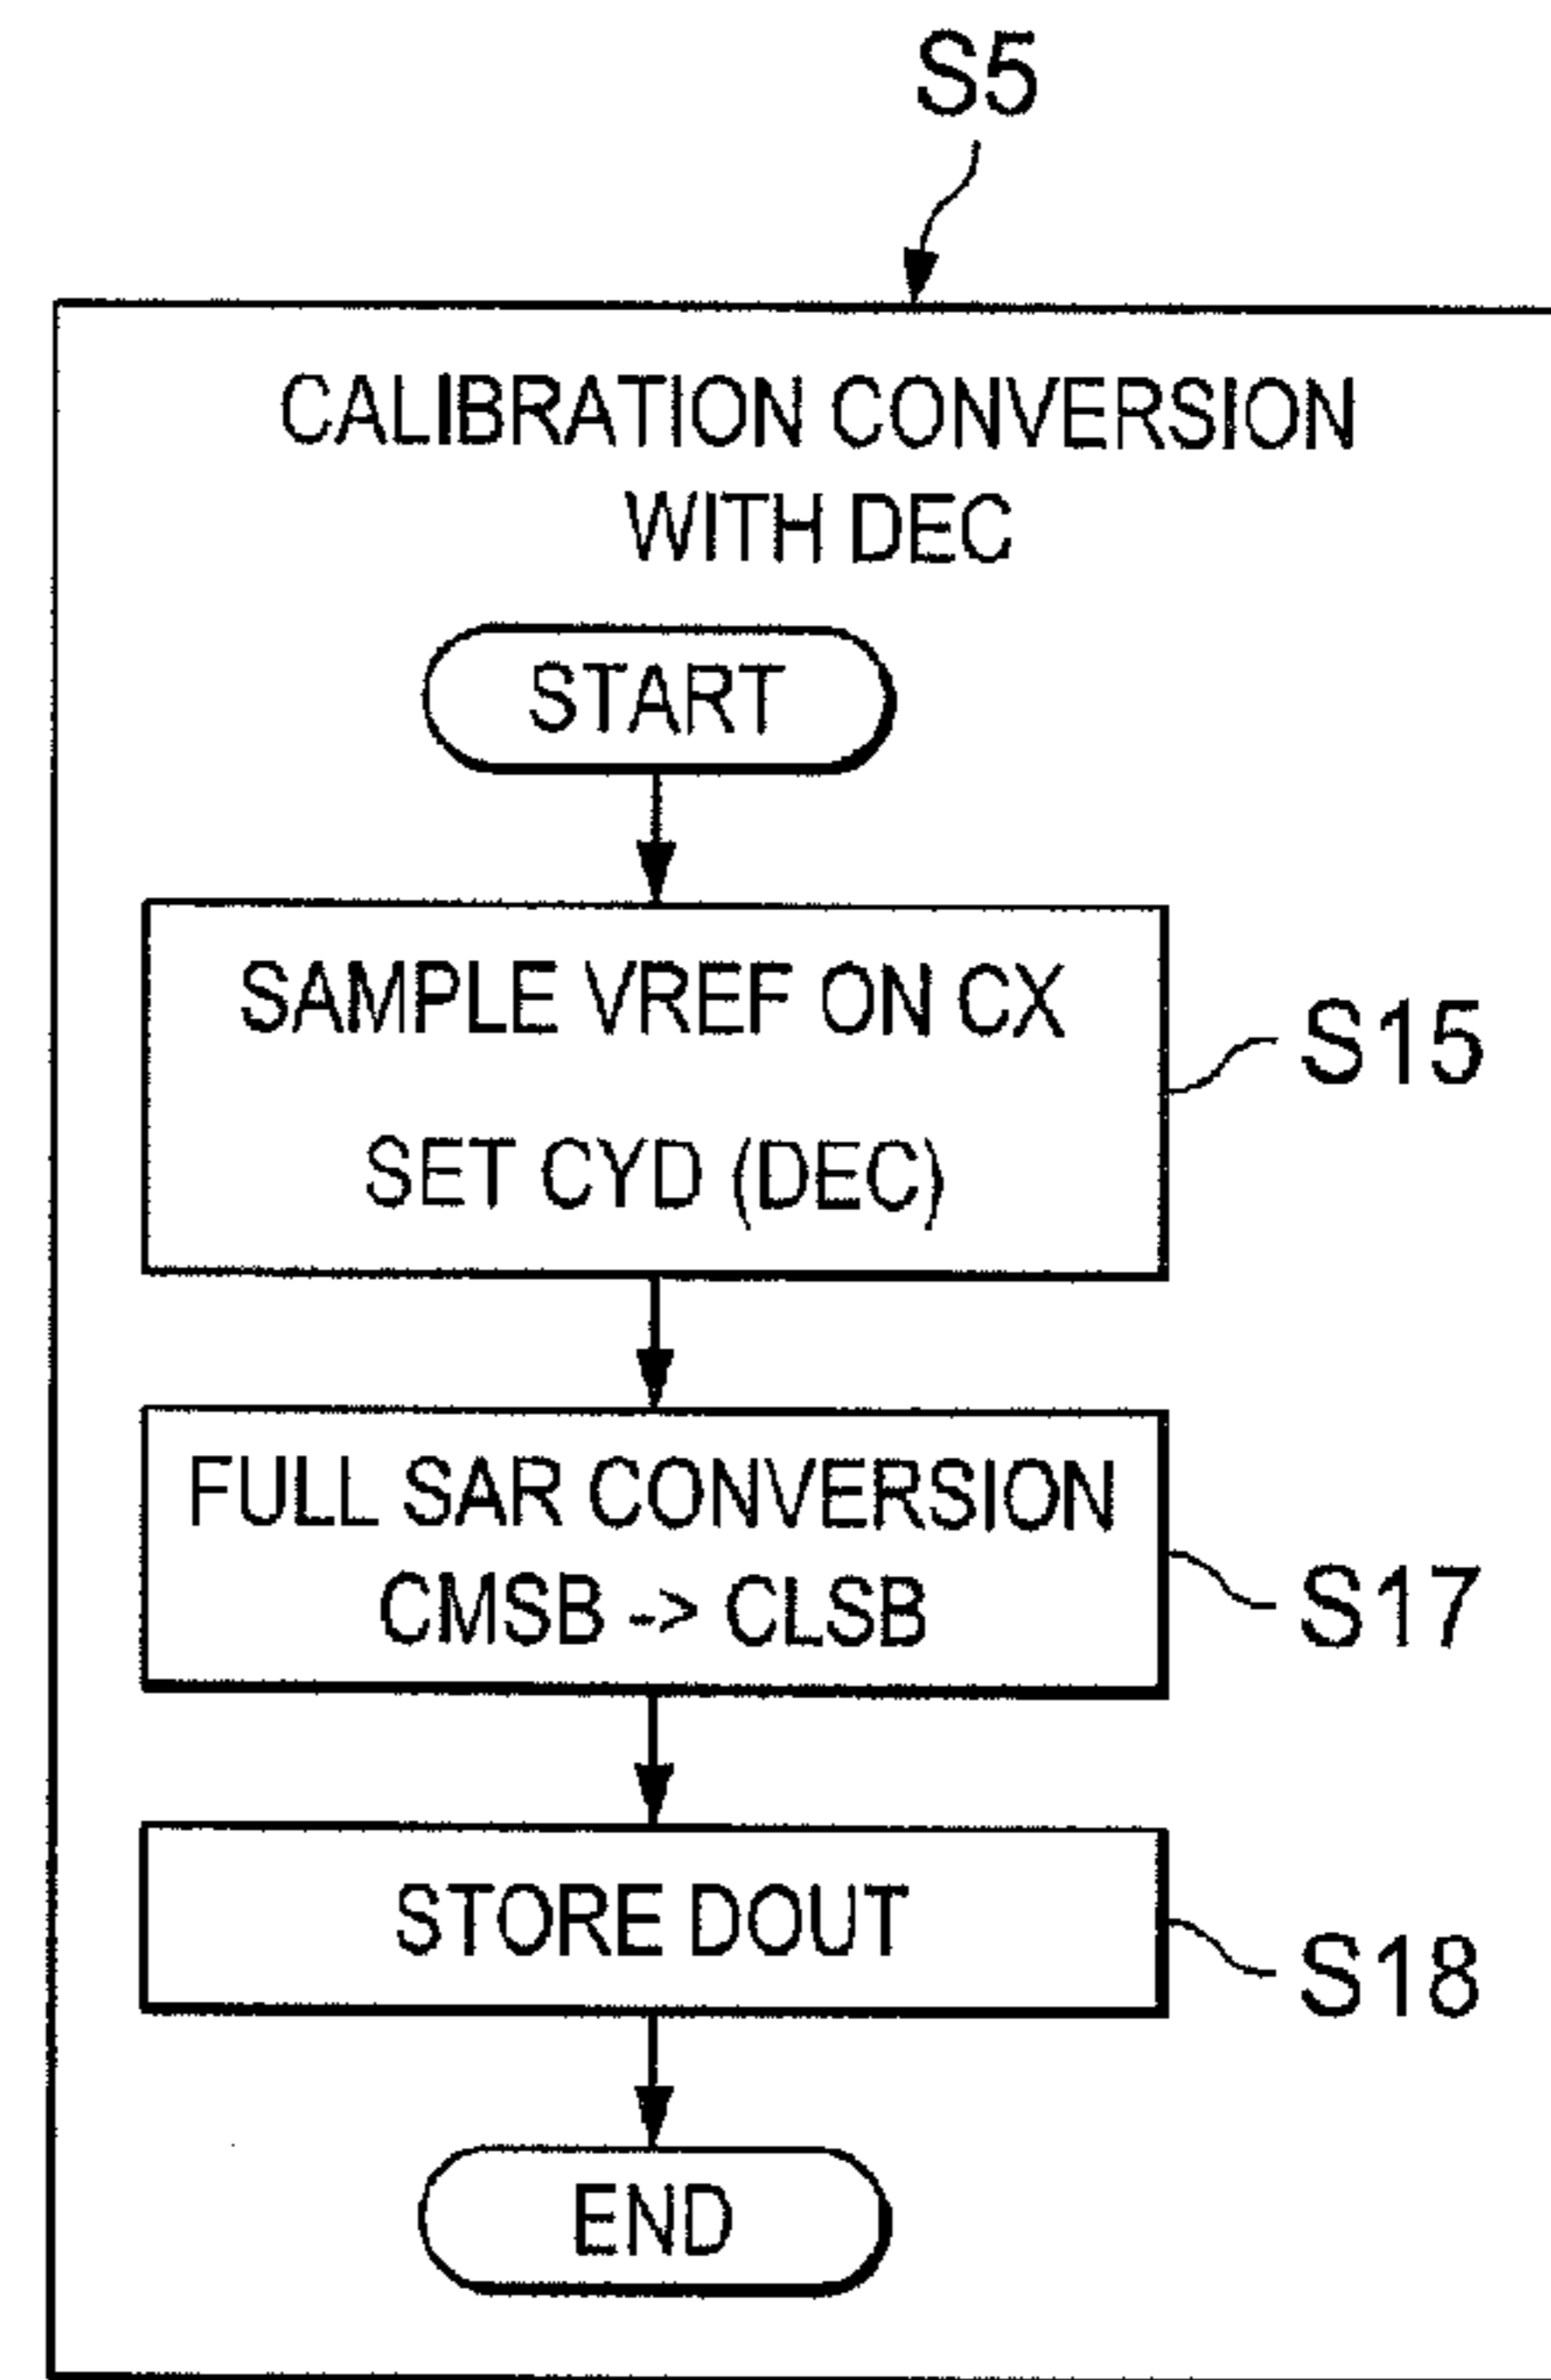 S5
CALIBRATION CONVERSION
WITH DEC
START
SAMPLE VREF ON CX
SET CYD (DEC)
S15
FULL SAR CONVERSION
CMSB -> CLSB
S17
STORE DOUT
S18
END